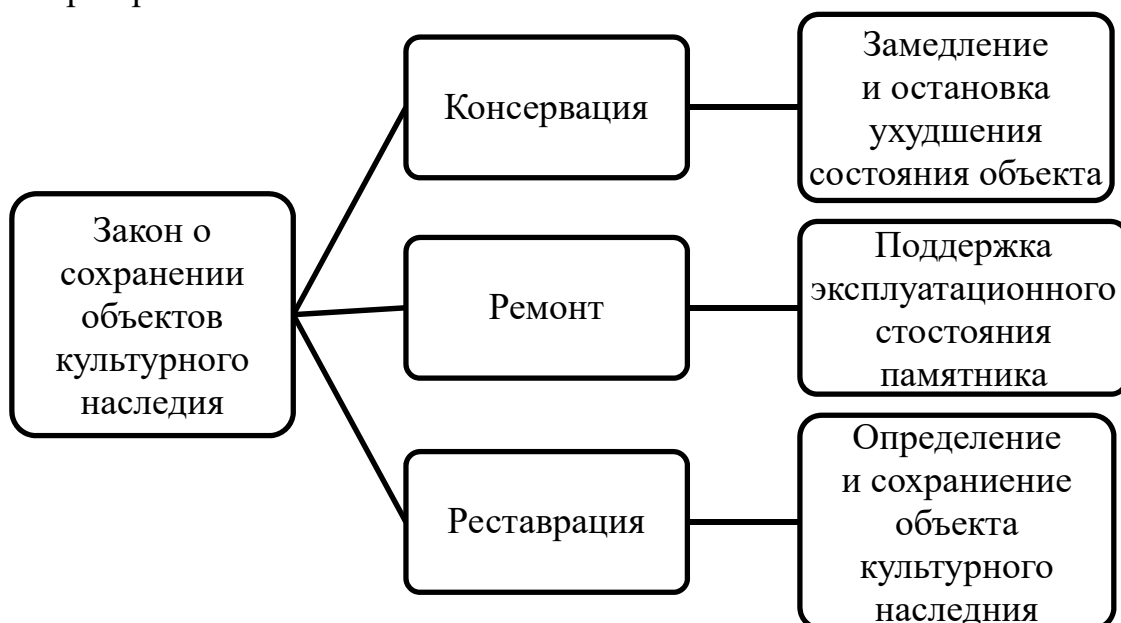 Консервация
Замедление
и остановка
ухудшения
состояния объекта
Закон о
сохранении
объектов
культурного
наследия
Ремонт
Поддержка
эксплуатационного
стостояния
памятника
Реставрация
Определение
и сохраниение
объекта
культурного
наследния